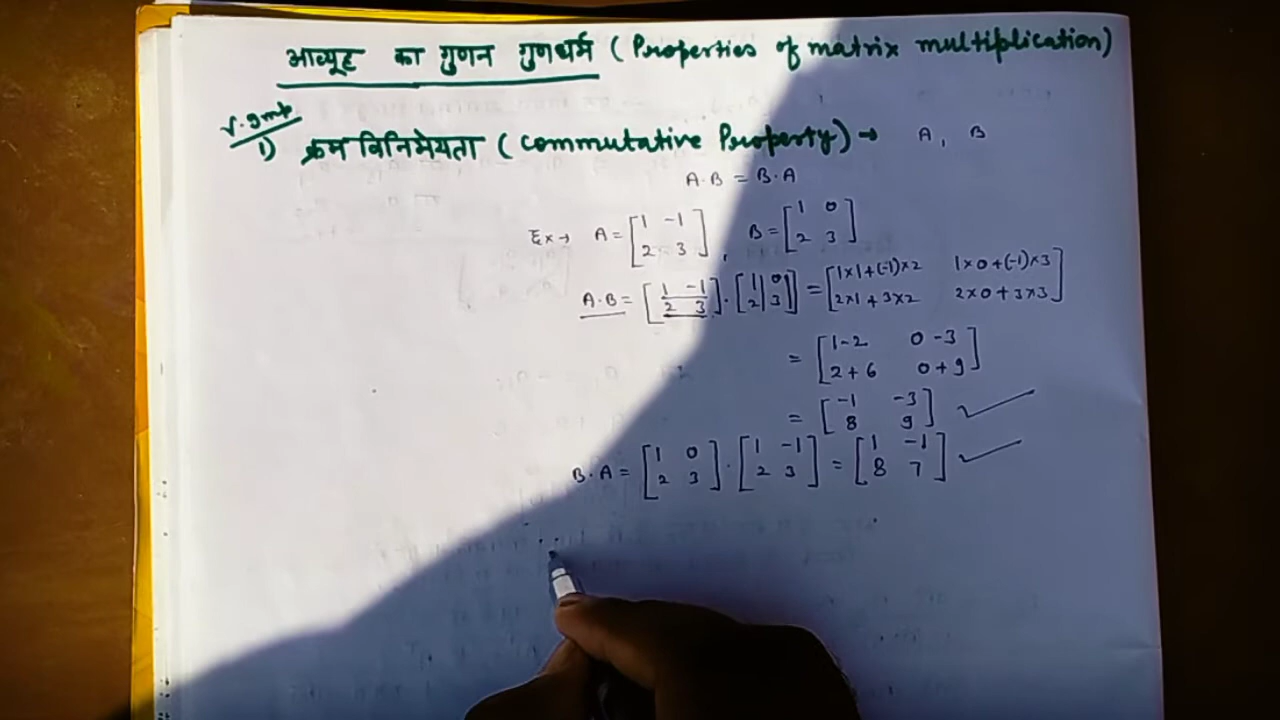 आव्यूह का गुणन गुणधर्म (Properties of matrix multiplication)
V.Imp
1) क्रम विनिमेयता (Commutative Property) → A, B
A·B = B·A
Ex→ A = [1 -1 , B = [1 0
2 3] 2 3]
A·B = [1 -1 · [1 0 = [1×1+(-1)×2 1×0+(-1)×3
2 3] 2 3] 2×1+3×2 2×0+3×3]
= [1-2 0-3
2+6 0+9]
= [-1 -3
8 9]
B·A = [1 0 · [1 -1 = [1 -1
2 3] 2 3] 8 7]